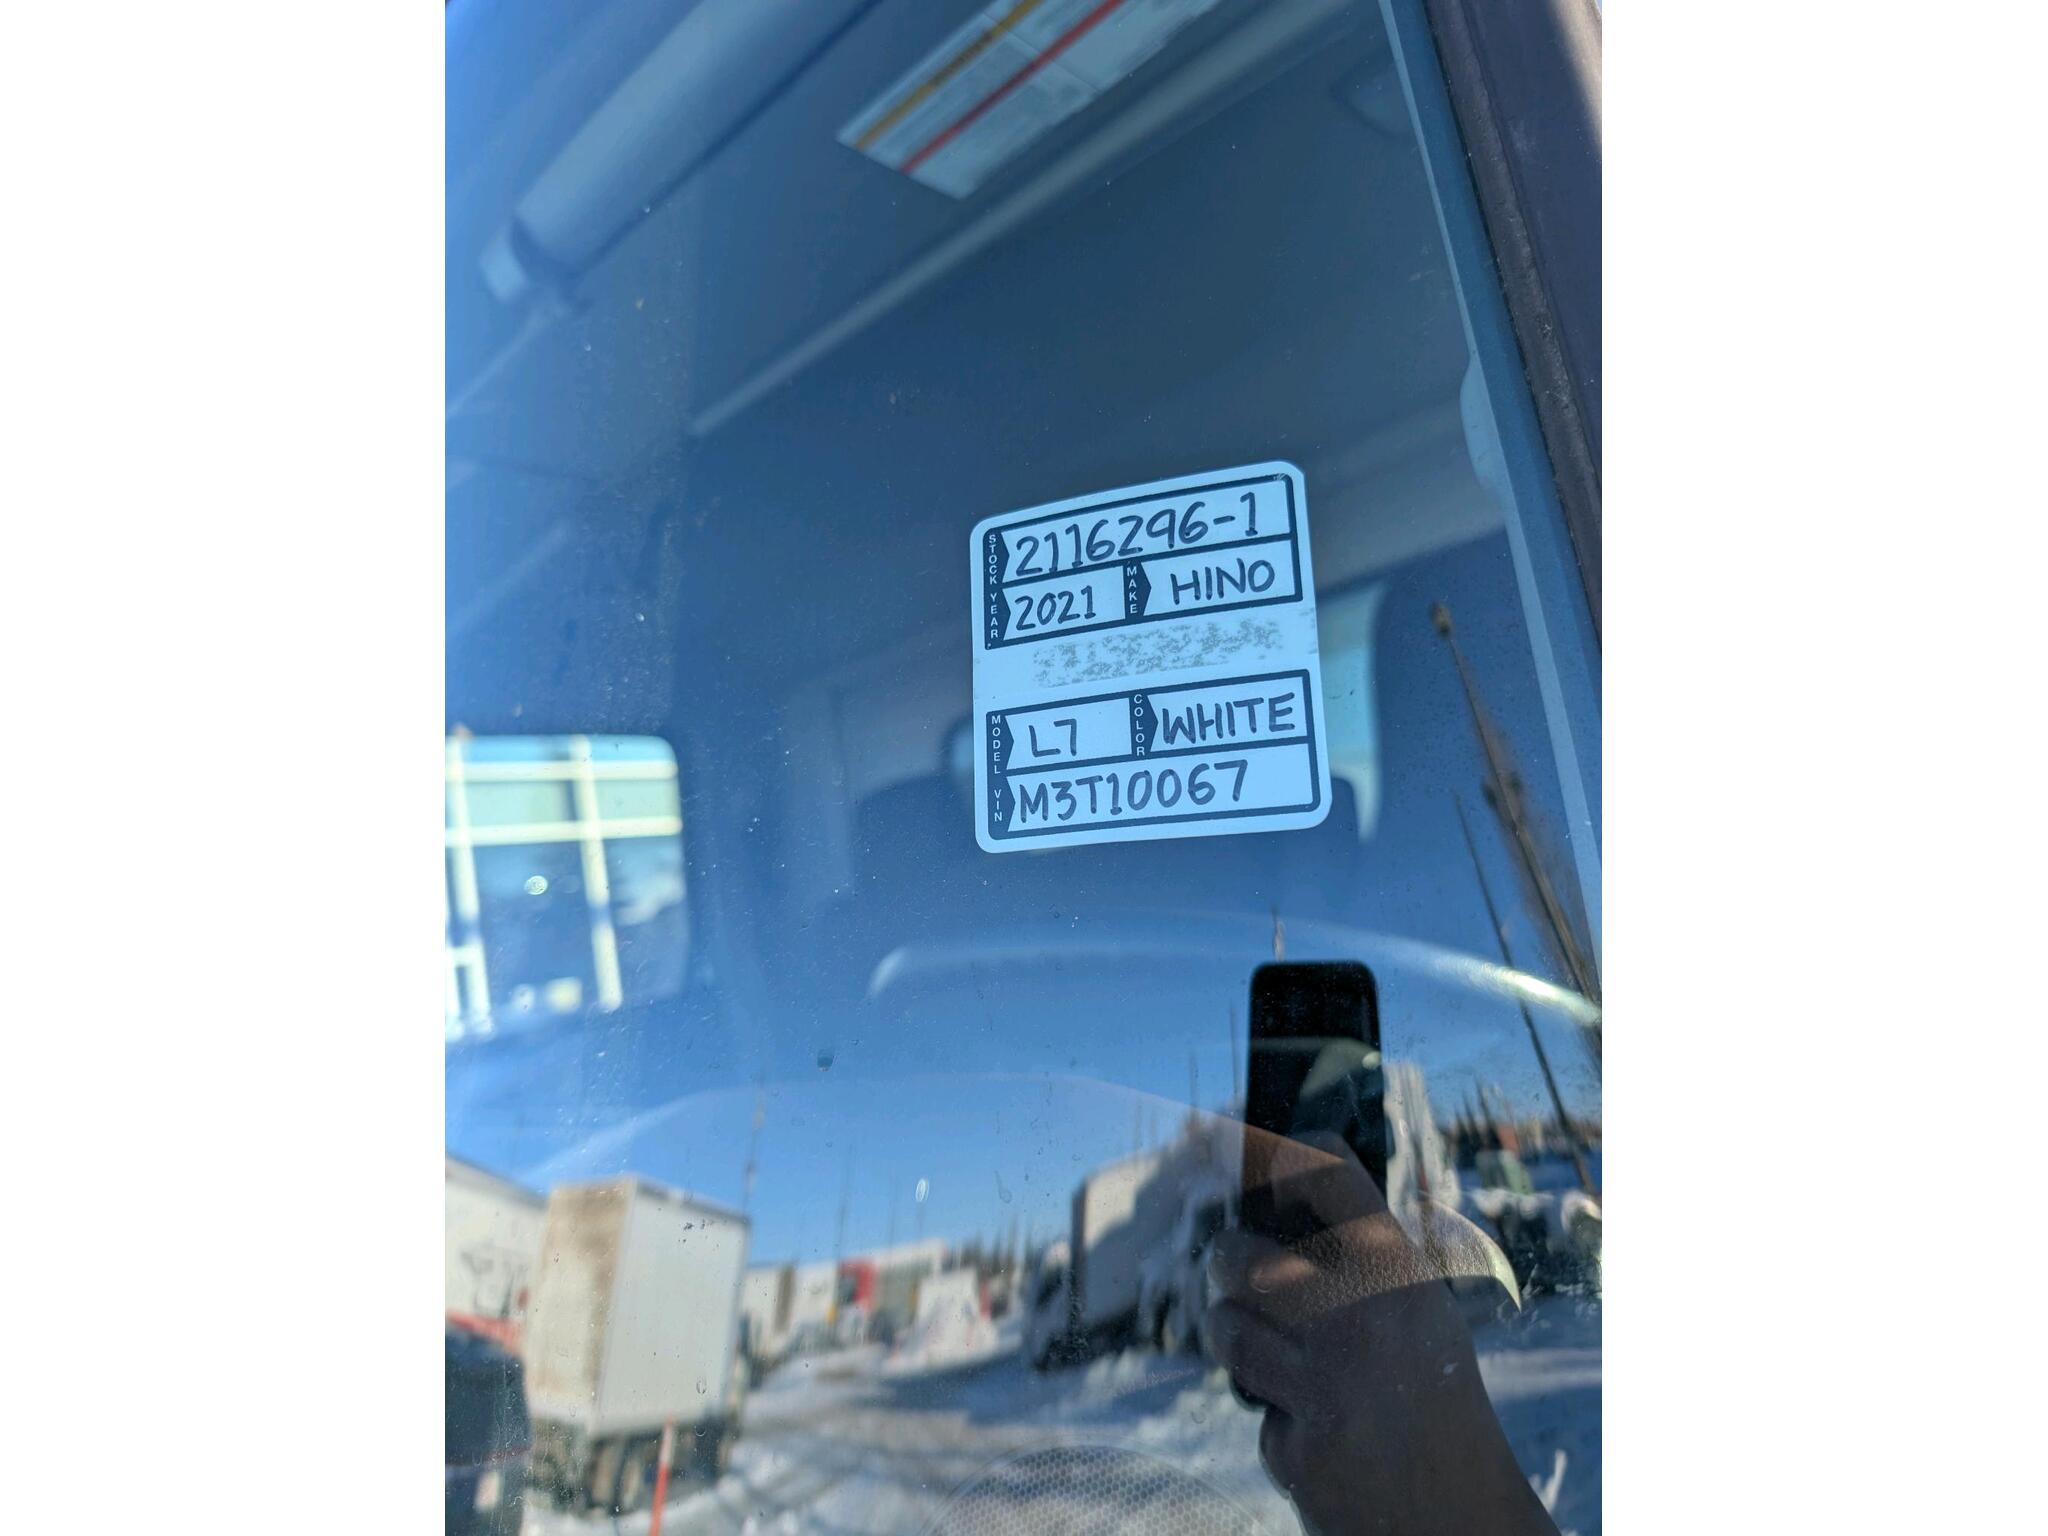 STOCK 2116296-1
YEAR 2021 MAKE HINO
MODEL L7 COLOR WHITE
VIN M3T10067